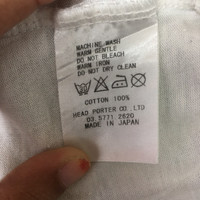 MACHINE WASH
WARM GENTLE
DO NOT BLEACH
WARM IRON
DO NOT DRY CLEAN
COTTON 100%
HEAD PORTER CO. LTD
03.5771.2620
MADE IN JAPAN